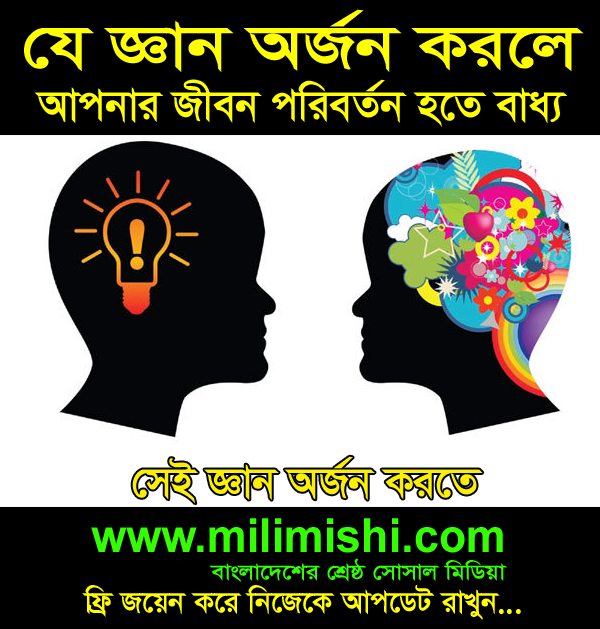 যে জ্ঞান অর্জন করলে
আপনার জীবন পরিবর্তন হতে বাধ্য
সেই জ্ঞান অর্জন করতে
www.milimishi.com
বাংলাদেশের শ্রেষ্ঠ সোসাল মিডিয়া
ফ্রি জয়েন করে নিজেকে আপডেট রাখুন...